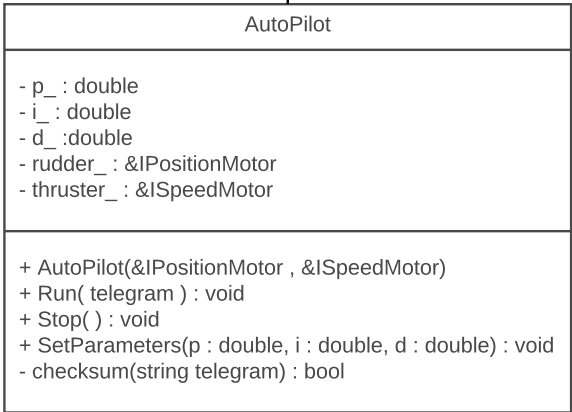 AutoPilot
- p_ : double
- i_ : double
- d_ :double
- rudder_ : &IPositionMotor
- thruster_ : &ISpeedMotor
+ AutoPilot(&IPositionMotor , &ISpeedMotor)
+ Run( telegram ) : void
+ Stop( ) : void
+ SetParameters(p : double, i : double, d : double) : void
- checksum(string telegram) : bool